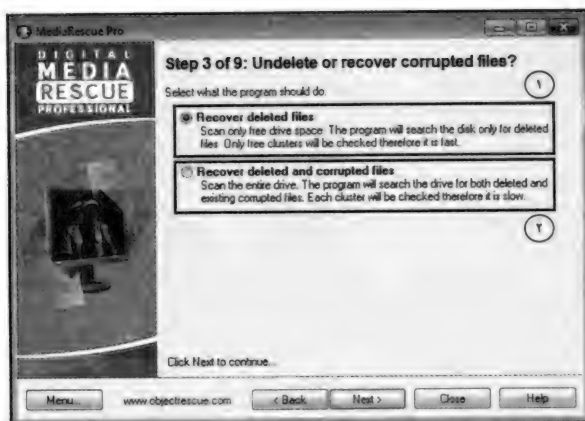 MediaRescue Pro
DIGITAL
MEDIA
RESCUE
PROFESSIONAL
Step 3 of 9: Undelete or recover corrupted files?
Select what the program should do.
١
Recover deleted files
Scan only free drive space. The program will search the disk only for deleted
files. Only free clusters will be checked therefore it is fast.
Recover deleted and corrupted files
Scan the entire drive. The program will search the drive for both deleted and
existing corrupted files. Each cluster will be checked therefore it is slow.
٢
Click Next to continue...
Menu... www.objectrescue.com < Back Next > Close Help